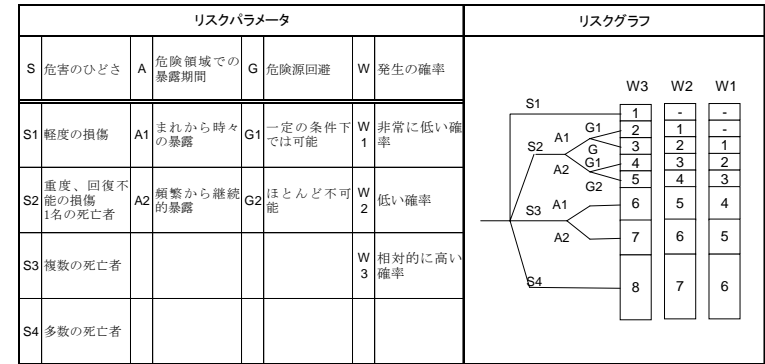 リスクパラメータ
リスクグラフ
S
危害のひどさ
A
危険領域での
暴露期間
G
危険源回避
W
発生の確率
S1
軽度の損傷
A1
まれから時々
の暴露
G1
一定の条件下
では可能
W
1
非常に低い確
率
S2
重度、回復不
能の損傷
1名の死亡者
A2
頻繁から継続
的暴露
G2
ほとんど不可
能
W
2
低い確率
S3
複数の死亡者
W
3
相対的に高い
確率
S4
多数の死亡者
W3 W2 W1
S1
S2
A1
G1
G
A2
G1
G2
S3
A1
A2
S4
1 - -
2 1 -
3 2 1
4 3 2
5 4 3
6 5 4
7 6 5
8 7 6